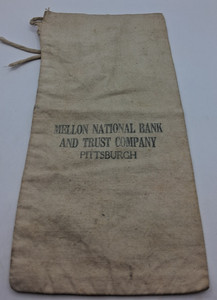 MELLON NATIONAL BANK
AND TRUST COMPANY
PITTSBURGH